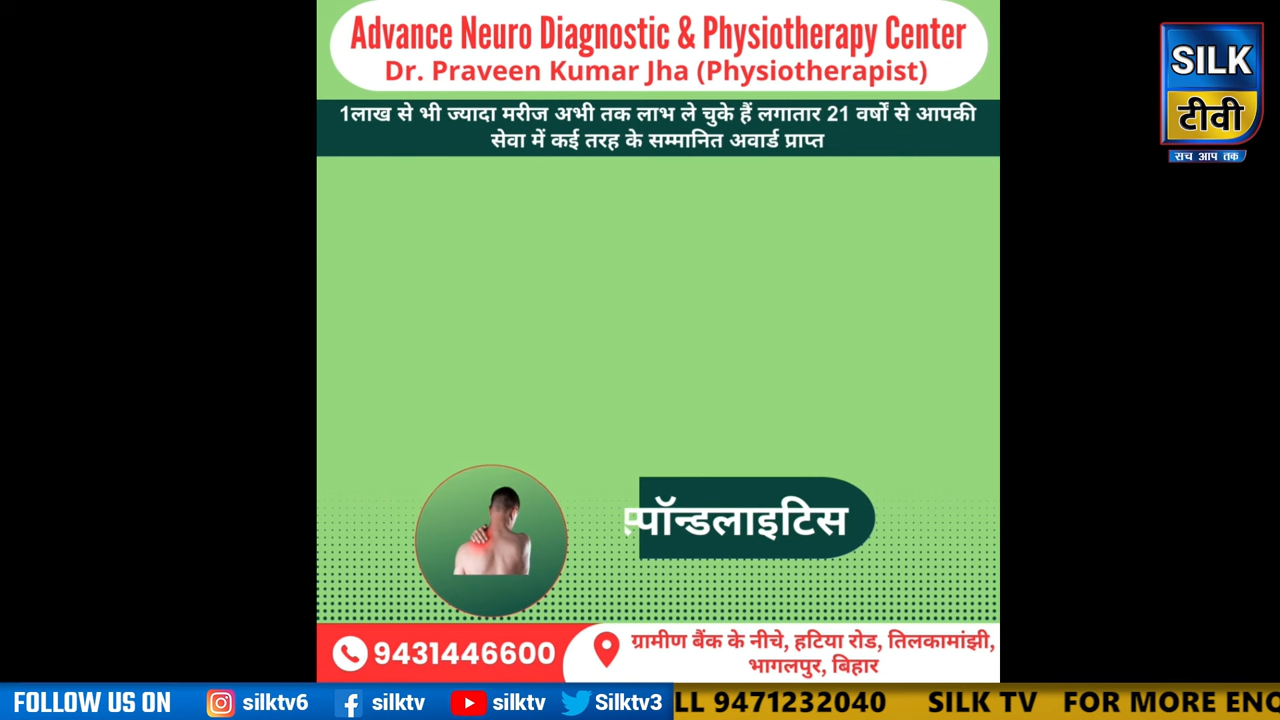 Advance Neuro Diagnostic & Physiotherapy Center
Dr. Praveen Kumar Jha (Physiotherapist)
1लाख से भी ज्यादा मरीज अभी तक लाभ ले चुके हैं लगातार 21 वर्षों से आपकी
सेवा में कई तरह के सम्मानित अवार्ड प्राप्त
SILK
टीवी
सच आप तक
स्पॉन्डलाइटिस
9431446600
ग्रामीण बैंक के नीचे, हटिया रोड, तिलकामांझी,
भागलपुर, बिहार
FOLLOW US ON silktv6 silktv silktv Silktv3 LL 9471232040 SILK TV FOR MORE ENQ